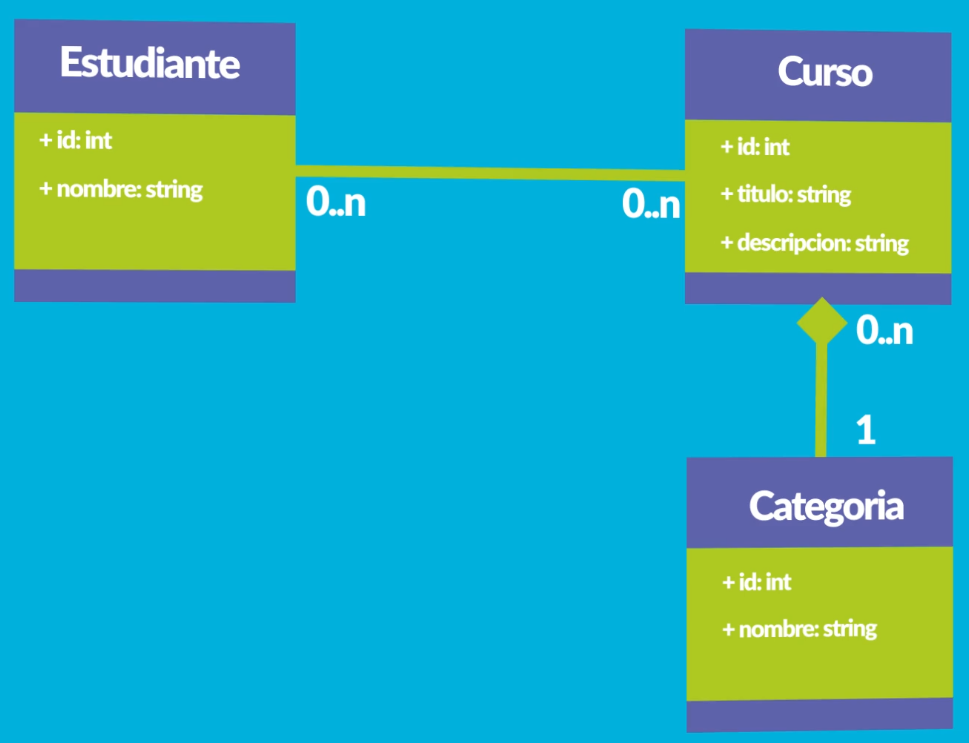 Estudiante
+ id: int
+ nombre: string
0..n
0..n
Curso
+ id: int
+ titulo: string
+ descripcion: string
0..n
1
Categoria
+ id: int
+ nombre: string